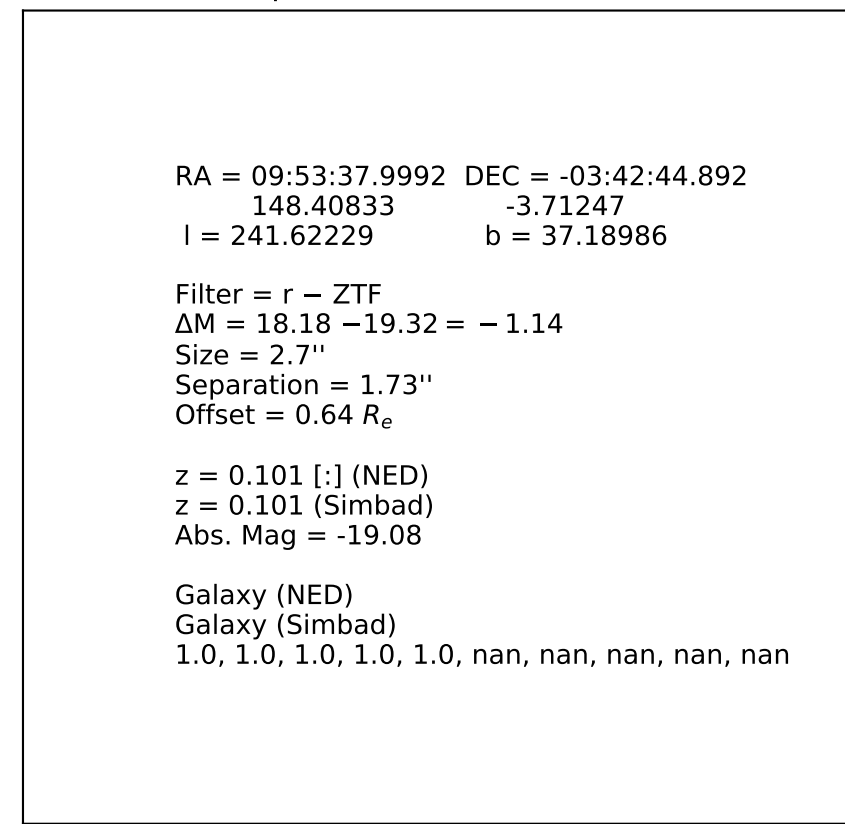 RA = 09:53:37.9992  DEC = -03:42:44.892
148.40833  -3.71247
l = 241.62229  b = 37.18986
Filter = r − ZTF
ΔM = 18.18 −19.32 = −1.14
Size = 2.7''
Separation = 1.73''
Offset = 0.64 Re
z = 0.101 [:] (NED)
z = 0.101 (Simbad)
Abs. Mag = -19.08
Galaxy (NED)
Galaxy (Simbad)
1.0, 1.0, 1.0, 1.0, 1.0, nan, nan, nan, nan, nan